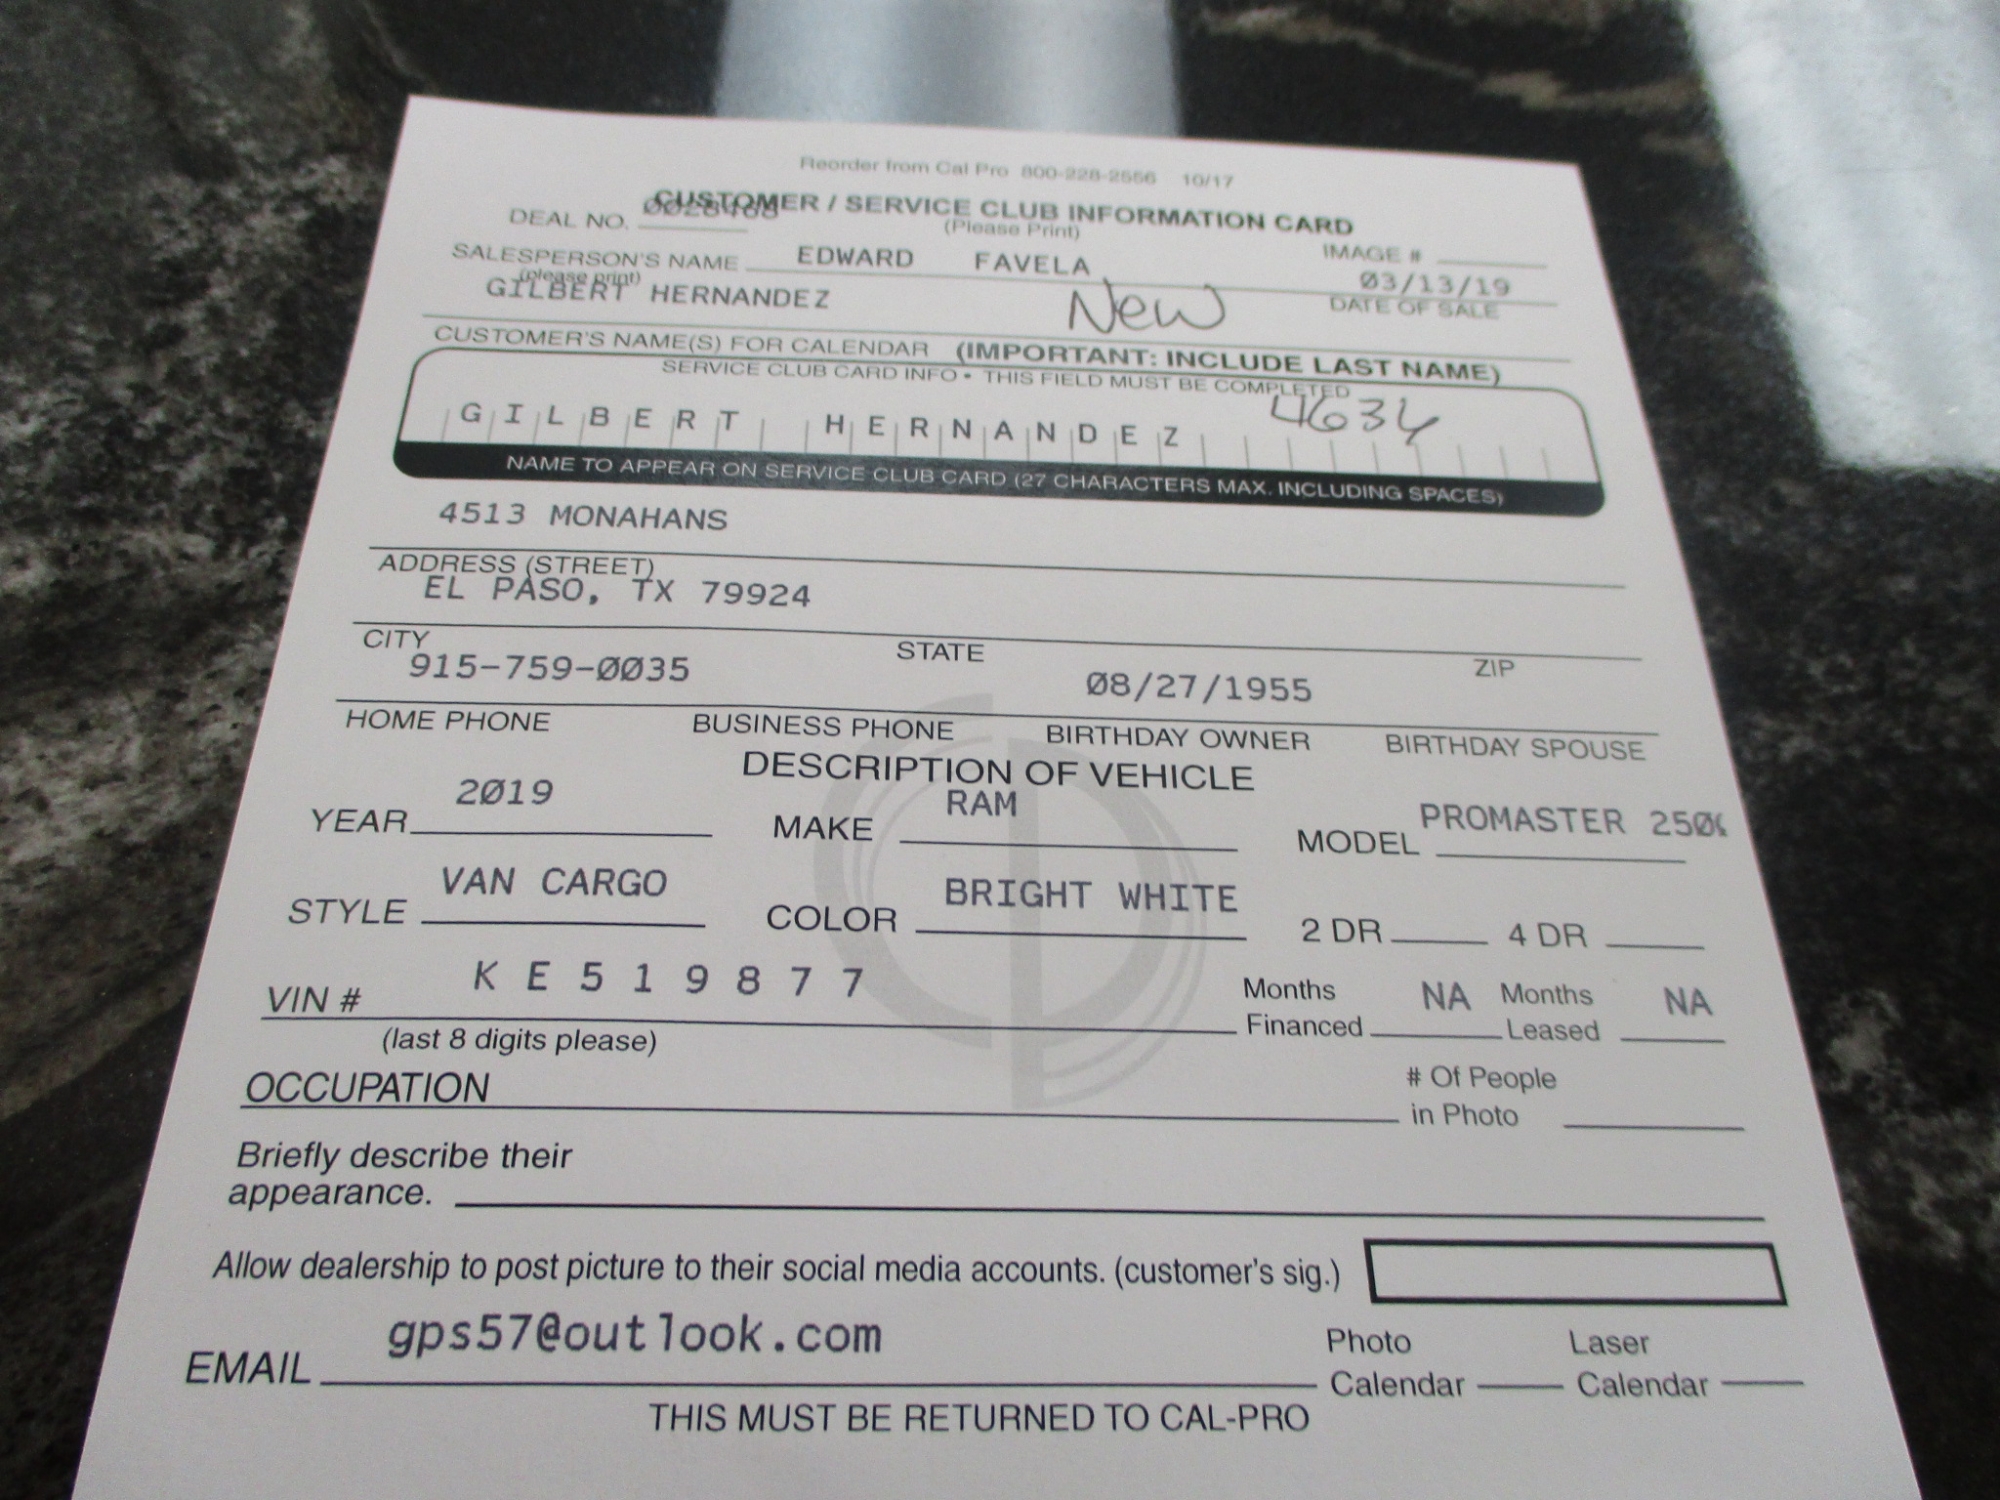 Reorder from Cal Pro 800-228-2556 10/17
CUSTOMER / SERVICE CLUB INFORMATION CARD
DEAL NO. (Please Print)
IMAGE #
SALESPERSON'S NAME EDWARD FAVELA
(please print)
03/13/19
GILBERT HERNANDEZ New
DATE OF SALE
CUSTOMER'S NAME(S) FOR CALENDAR (IMPORTANT: INCLUDE LAST NAME)
SERVICE CLUB CARD INFO • THIS FIELD MUST BE COMPLETED
GILBERT HERNANDEZ 4634
NAME TO APPEAR ON SERVICE CLUB CARD (27 CHARACTERS MAX. INCLUDING SPACES)
4513 MONAHANS
ADDRESS (STREET)
EL PASO, TX 79924
CITY STATE ZIP
915-759-0035 08/27/1955
HOME PHONE BUSINESS PHONE BIRTHDAY OWNER BIRTHDAY SPOUSE
DESCRIPTION OF VEHICLE
YEAR 2019 MAKE RAM MODEL PROMASTER
STYLE VAN CARGO COLOR BRIGHT WHITE 2 DR 4 DR
VIN # K E 5 1 9 8 7 7 Months Financed NA Months Leased NA
(last 8 digits please)
OCCUPATION # Of People in Photo
Briefly describe their
appearance.
Allow dealership to post picture to their social media accounts. (customer's sig.)
EMAIL gps57@outlook.com Photo Calendar Laser Calendar
THIS MUST BE RETURNED TO CAL-PRO